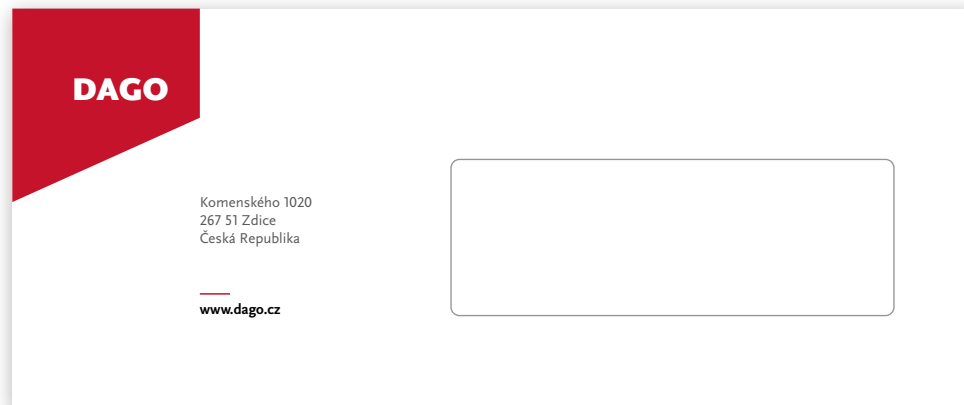 DAGO
Komenského 1020
267 51 Zdice
Česká Republika
www.dago.cz